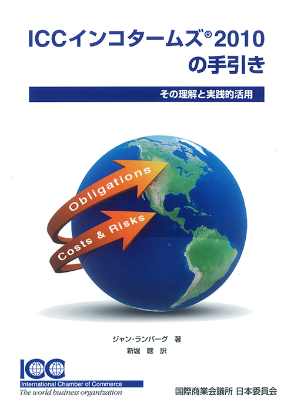 ICCインコタームズ®2010
の手引き
その理解と実践的活用
Obligations
Costs & Risks
ジャン・ランバーグ 著
新堀 聰 訳
ICC
International Chamber of Commerce
The world business organization
国際商業会議所 日本委員会